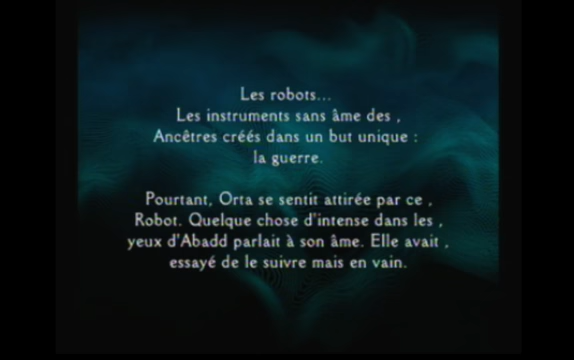 Les robots...
Les instruments sans âme des ,
Ancêtres créés dans un but unique :
la guerre.
Pourtant, Orta se sentit attirée par ce ,
Robot. Quelque chose d'intense dans les ,
yeux d'Abadd parlait à son âme. Elle avait ,
essayé de le suivre mais en vain.